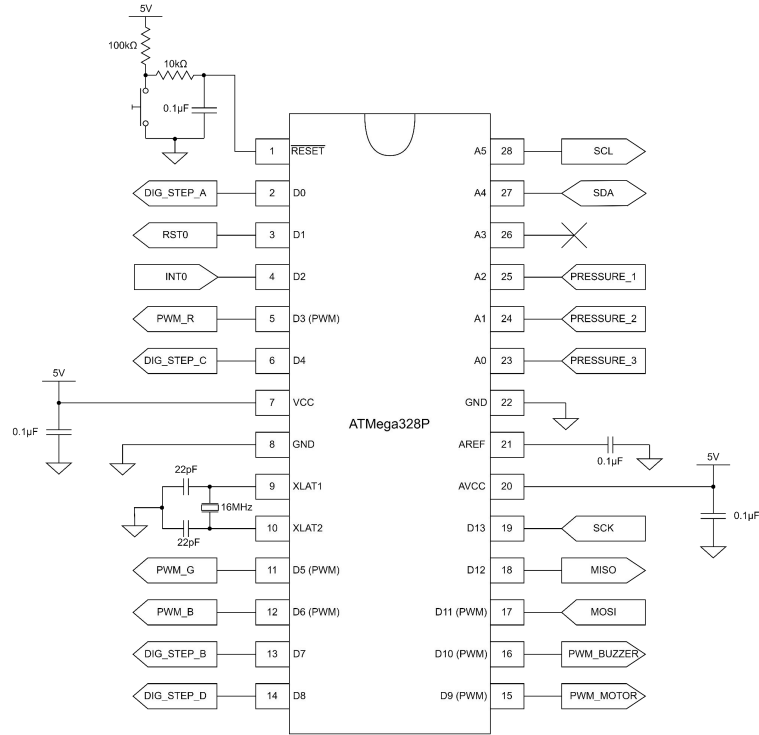 5V
100kΩ
10kΩ
0.1µF
1 RESET A5 28 SCL
DIG_STEP_A 2 D0 A4 27 SDA
RST0 3 D1 A3 26
INT0 4 D2 A2 25 PRESSURE_1
PWM_R 5 D3 (PWM) A1 24 PRESSURE_2
DIG_STEP_C 6 D4 A0 23 PRESSURE_3
5V
7 VCC GND 22
ATMega328P
0.1µF
8 GND AREF 21
0.1µF
5V
22pF
9 XLAT1 AVCC 20
16MHz
0.1µF
10 XLAT2 D13 19 SCK
22pF
PWM_G 11 D5 (PWM) D12 18 MISO
PWM_B 12 D6 (PWM) D11 (PWM) 17 MOSI
DIG_STEP_B 13 D7 D10 (PWM) 16 PWM_BUZZER
DIG_STEP_D 14 D8 D9 (PWM) 15 PWM_MOTOR